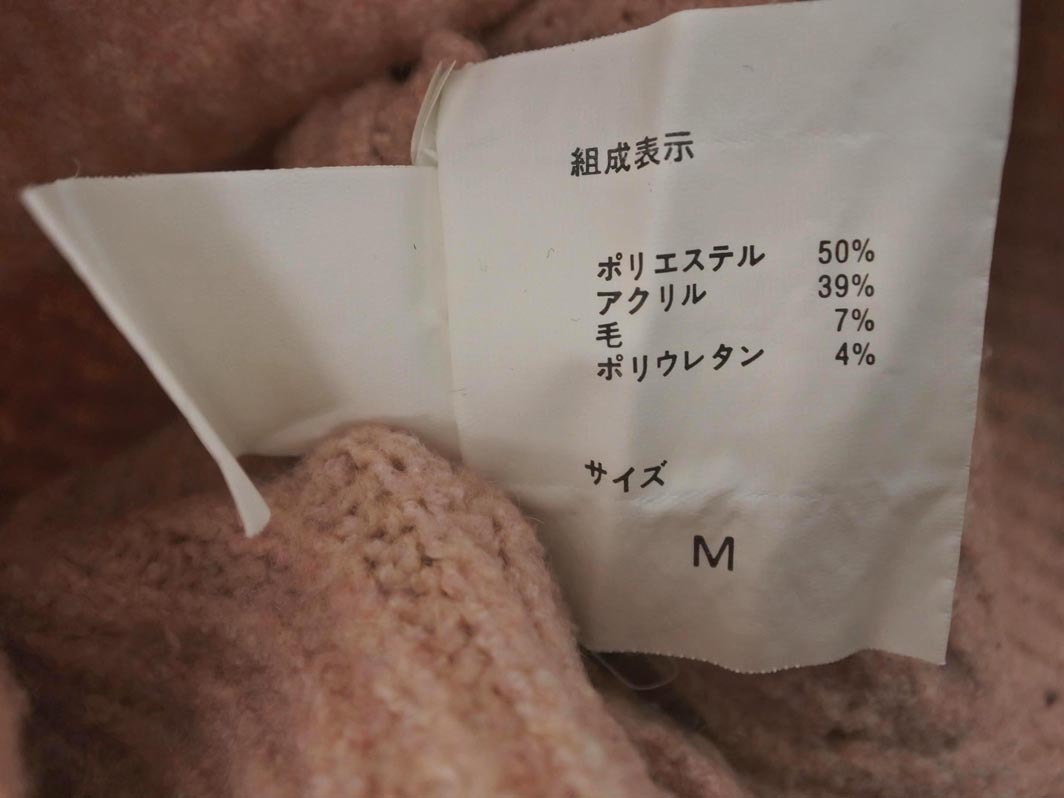 組成表示
ポリエステル 50%
アクリル 39%
毛 7%
ポリウレタン 4%
サイズ
M